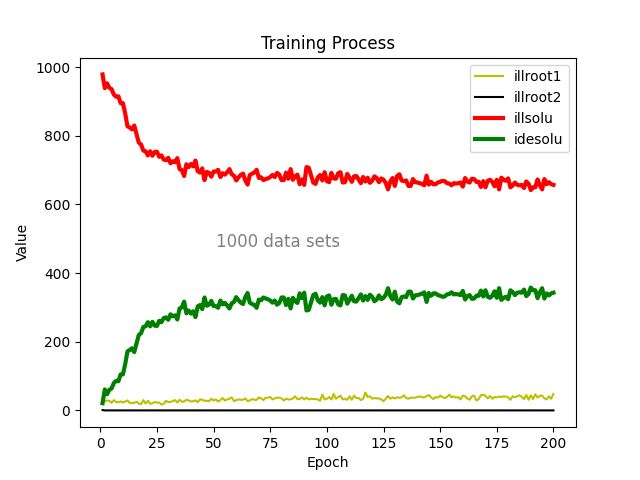 Training Process
1000
800
600
400
200
0
Value
illroot1
illroot2
illsolu
idesolu
1000 data sets
0 25 50 75 100 125 150 175 200
Epoch